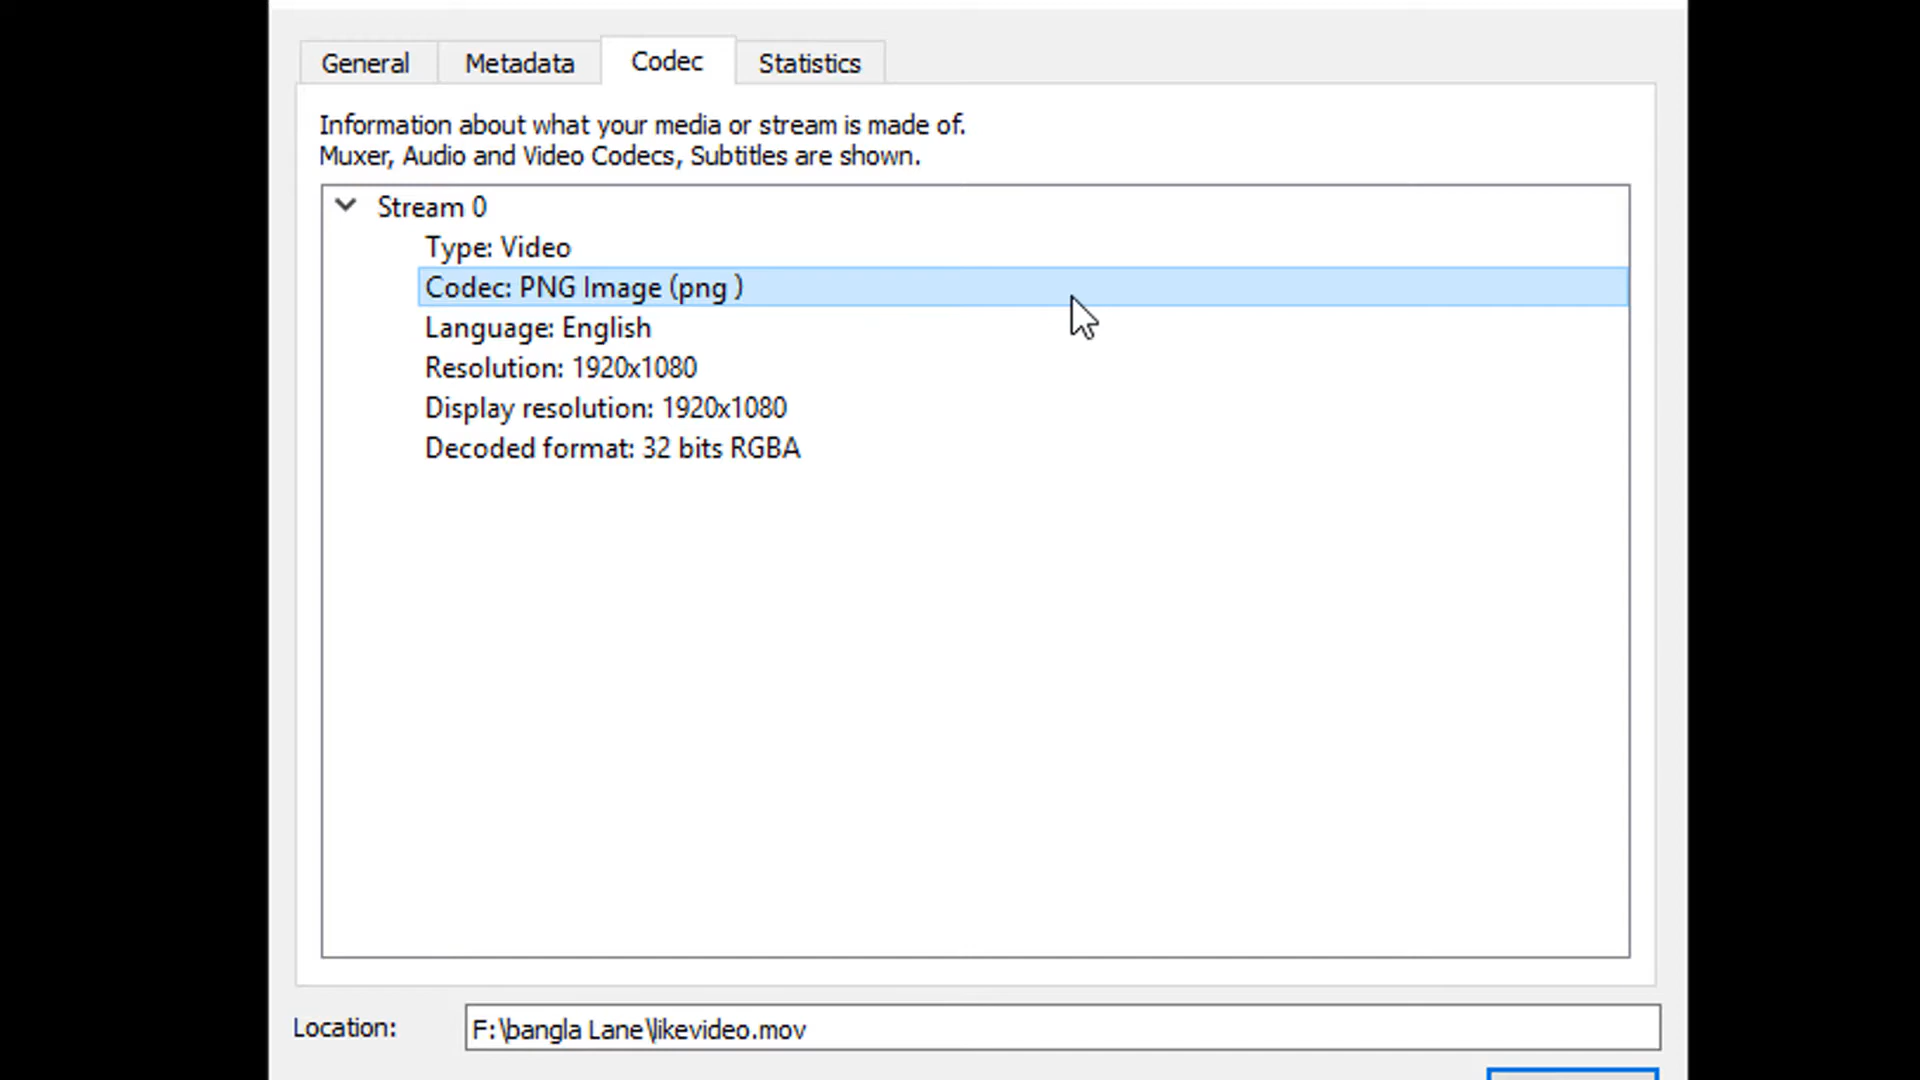 General
Metadata
Codec
Statistics
Information about what your media or stream is made of.
Muxer, Audio and Video Codecs, Subtitles are shown.
Stream 0
Type: Video
Codec: PNG Image (png )
Language: English
Resolution: 1920x1080
Display resolution: 1920x1080
Decoded format: 32 bits RGBA
Location:
F:\bangla Lane\likevideo.mov